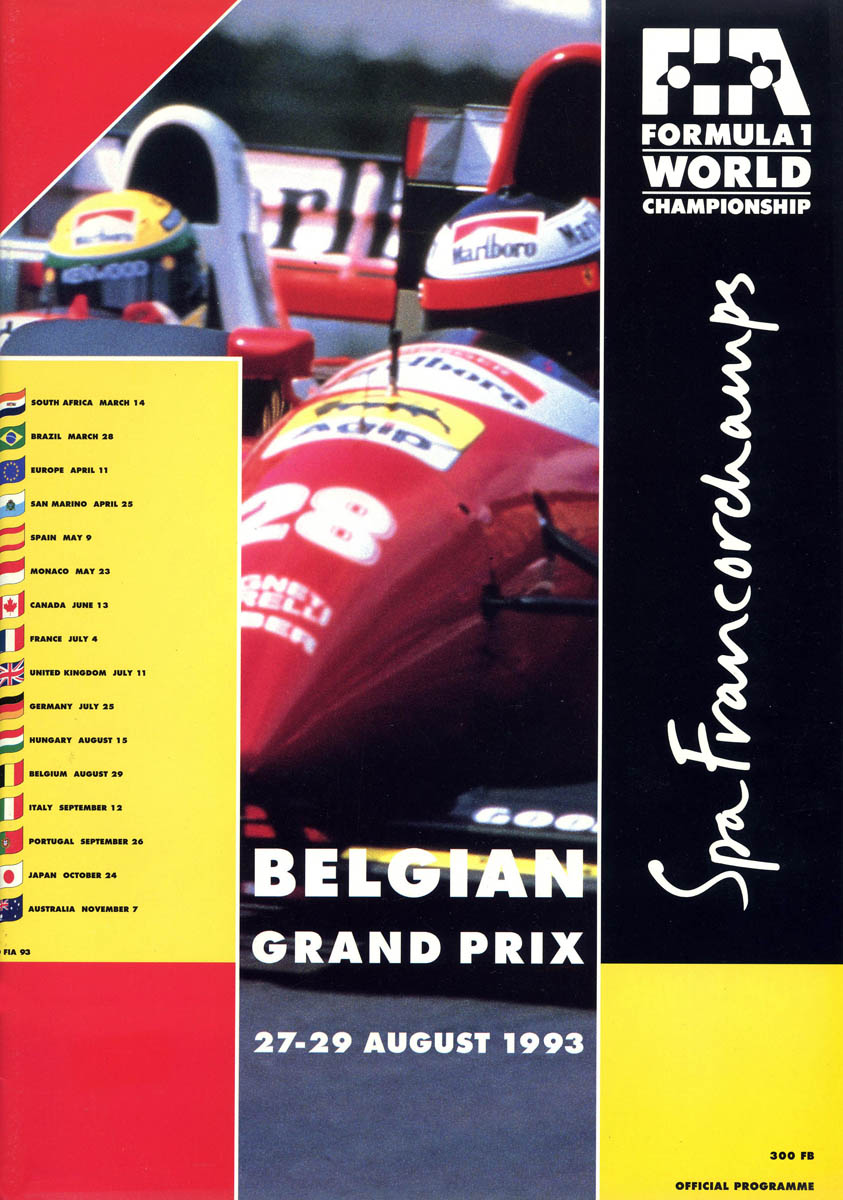 FIA
FORMULA 1
WORLD
CHAMPIONSHIP
Spa Francorchamps
Marlboro
KENWOOD
Marlboro
Marlboro
Marlboro
Agip
28
GOO
SOUTH AFRICA MARCH 14
BRAZIL MARCH 28
EUROPE APRIL 11
SAN MARINO APRIL 25
SPAIN MAY 9
MONACO MAY 23
CANADA JUNE 13
FRANCE JULY 4
UNITED KINGDOM JULY 11
GERMANY JULY 25
HUNGARY AUGUST 15
BELGIUM AUGUST 29
ITALY SEPTEMBER 12
PORTUGAL SEPTEMBER 26
JAPAN OCTOBER 24
AUSTRALIA NOVEMBER 7
FIA 93
BELGIAN
GRAND PRIX
27-29 AUGUST 1993
300 FB
OFFICIAL PROGRAMME